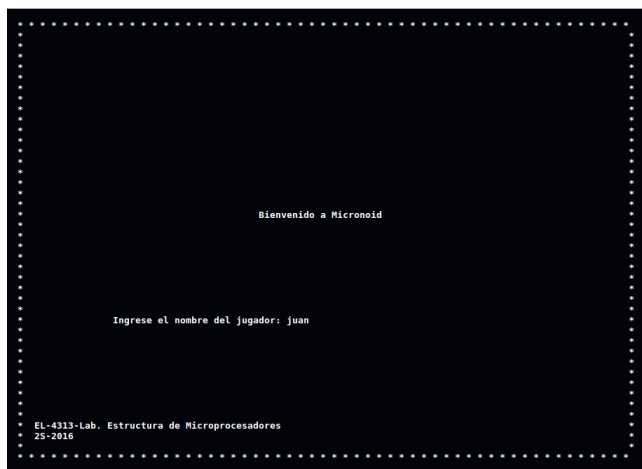 Bienvenido a Micronoid
Ingrese el nombre del jugador: juan
EL-4313-Lab. Estructura de Microprocesadores
2S-2016